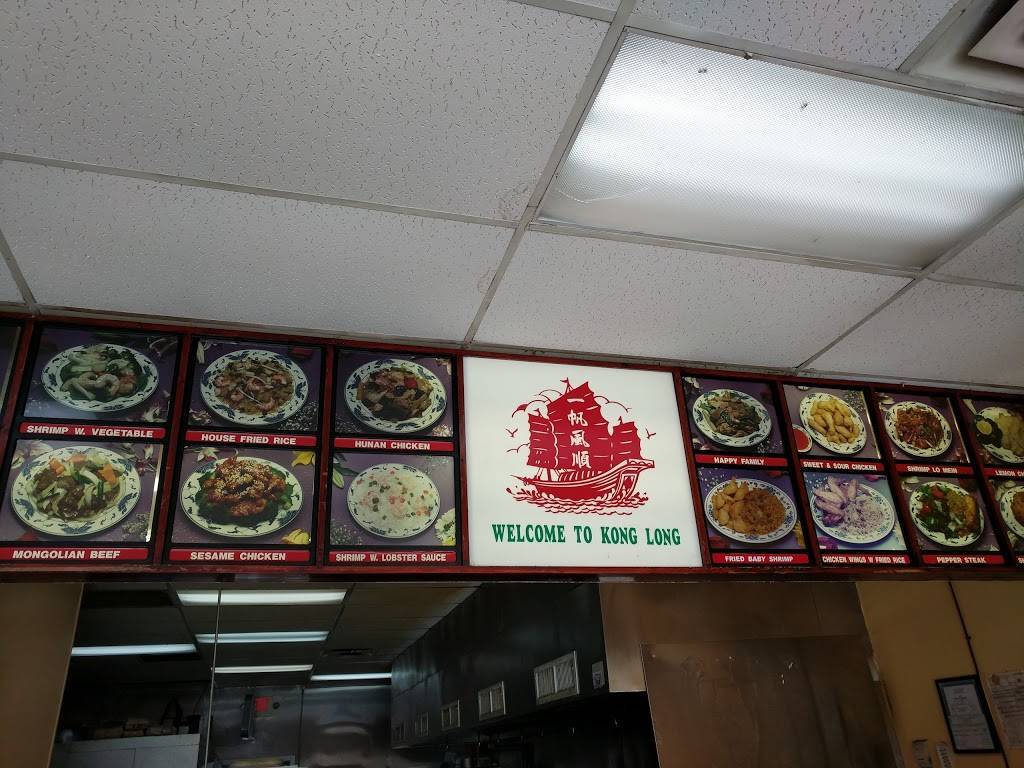 SHRIMP W. VEGETABLE
HOUSE FRIED RICE
HUNAN CHICKEN
MONGOLIAN BEEF
SESAME CHICKEN
SHRIMP W. LOBSTER SAUCE
一帆風順
WELCOME TO KONG LONG
HAPPY FAMILY
SWEET & SOUR CHICKEN
SHRIMP LO MEIN
LEMON
FRIED BABY SHRIMP
CHICKEN WINGS W FRIED RICE
PEPPER STEAK